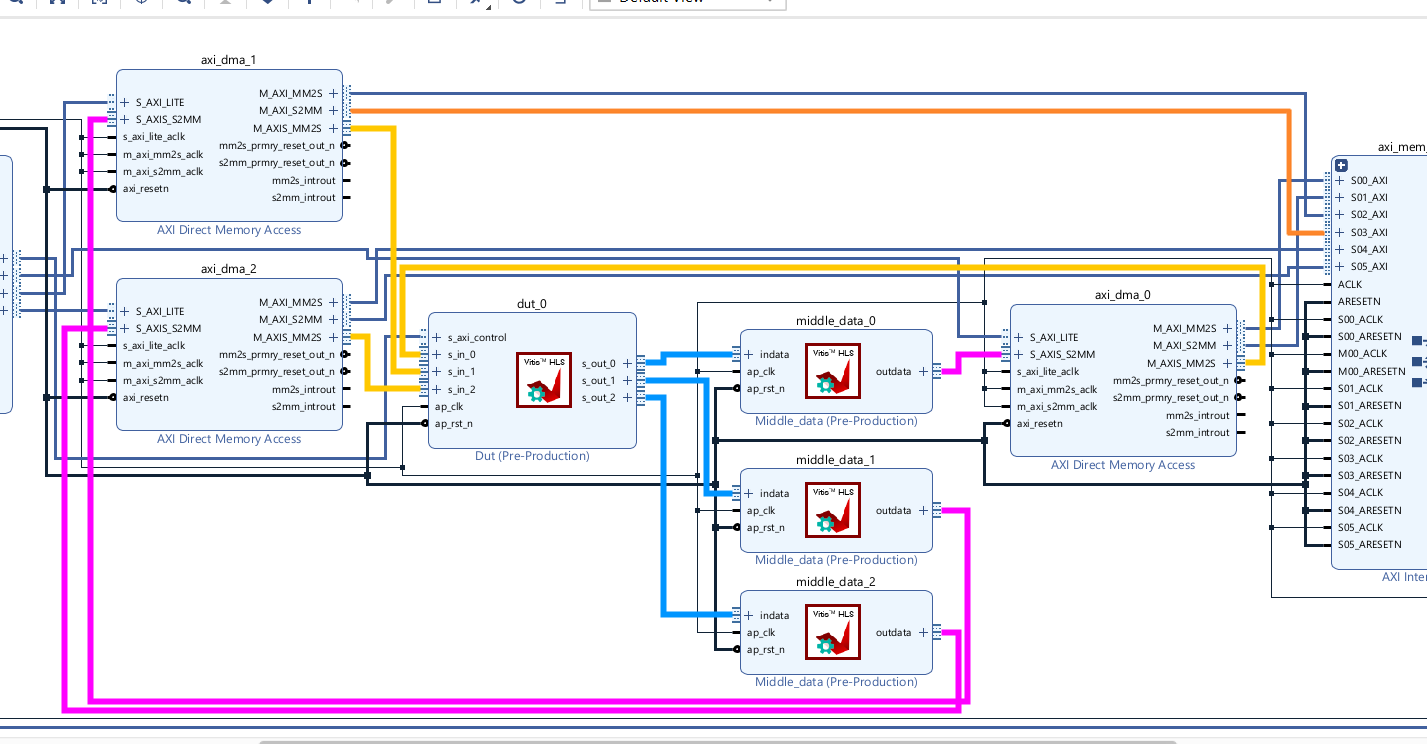 Default View
axi_dma_1
S_AXI_LITE
S_AXIS_S2MM
s_axi_lite_aclk
m_axi_mm2s_aclk
m_axi_s2mm_aclk
axi_resetn
M_AXI_MM2S
M_AXI_S2MM
M_AXIS_MM2S
mm2s_prmry_reset_out_n
s2mm_prmry_reset_out_n
mm2s_introut
s2mm_introut
AXI Direct Memory Access
axi_dma_2
S_AXI_LITE
S_AXIS_S2MM
s_axi_lite_aclk
m_axi_mm2s_aclk
m_axi_s2mm_aclk
axi_resetn
M_AXI_MM2S
M_AXI_S2MM
M_AXIS_MM2S
mm2s_prmry_reset_out_n
s2mm_prmry_reset_out_n
mm2s_introut
s2mm_introut
AXI Direct Memory Access
dut_0
s_axi_control
s_in_0
s_in_1
s_in_2
ap_clk
ap_rst_n
Vitis™ HLS
s_out_0
s_out_1
s_out_2
Dut (Pre-Production)
middle_data_0
indata
ap_clk
ap_rst_n
Vitis™ HLS
outdata
Middle_data (Pre-Production)
middle_data_1
indata
ap_clk
ap_rst_n
Vitis™ HLS
outdata
Middle_data (Pre-Production)
middle_data_2
indata
ap_clk
ap_rst_n
Vitis™ HLS
outdata
Middle_data (Pre-Production)
axi_dma_0
S_AXI_LITE
S_AXIS_S2MM
s_axi_lite_aclk
m_axi_mm2s_aclk
m_axi_s2mm_aclk
axi_resetn
M_AXI_MM2S
M_AXI_S2MM
M_AXIS_MM2S
mm2s_prmry_reset_out_n
s2mm_prmry_reset_out_n
mm2s_introut
s2mm_introut
AXI Direct Memory Access
axi_mem_
S00_AXI
S01_AXI
S02_AXI
S03_AXI
S04_AXI
S05_AXI
ACLK
ARESETN
S00_ACLK
S00_ARESETN
M00_ACLK
M00_ARESETN
S01_ACLK
S01_ARESETN
S02_ACLK
S02_ARESETN
S03_ACLK
S03_ARESETN
S04_ACLK
S04_ARESETN
S05_ACLK
S05_ARESETN
AXI Inter